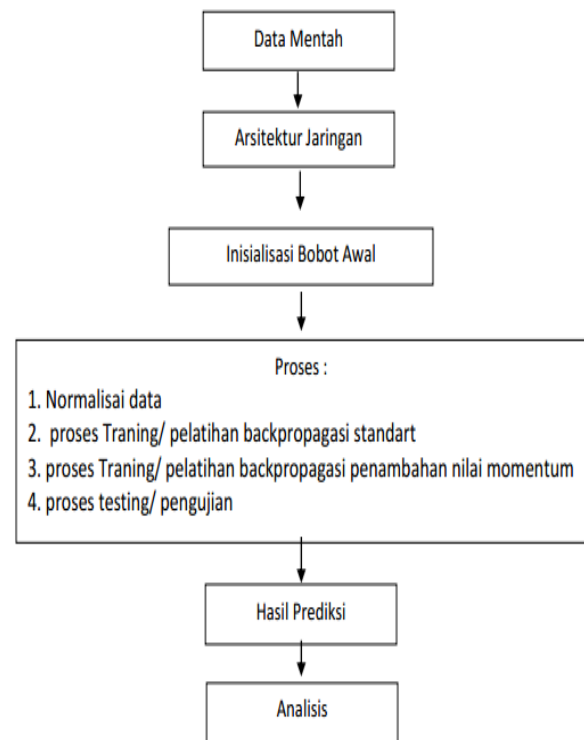 Data Mentah
Arsitektur Jaringan
Inisialisasi Bobot Awal
Proses :
1. Normalisai data
2. proses Traning/ pelatihan backpropagasi standart
3. proses Traning/ pelatihan backpropagasi penambahan nilai momentum
4. proses testing/ pengujian
Hasil Prediksi
Analisis